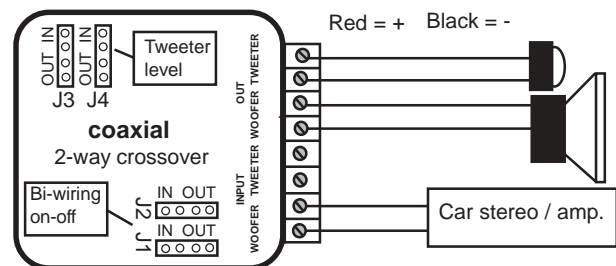 Red = + Black = -
OUT IN
OUT IN
J3 J4
Tweeter
level
coaxial
2-way crossover
Bi-wiring
on-off
J2 IN OUT
J1 IN OUT
OUT
WOOFER TWEETER
INPUT
WOOFER TWEETER
Car stereo / amp.